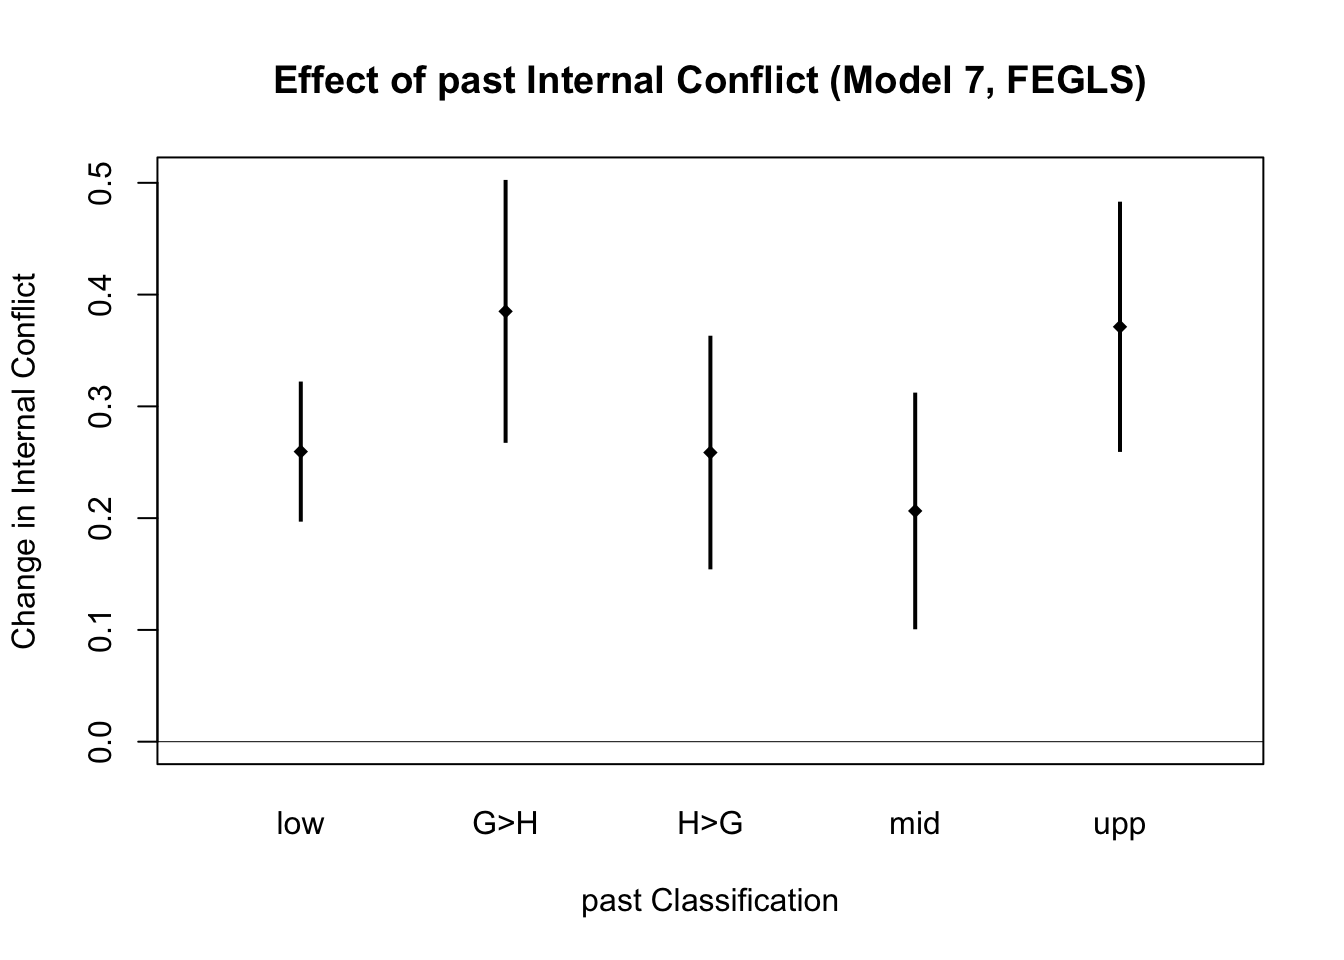 Effect of past Internal Conflict (Model 7, FEGLS)
Change in Internal Conflict
0.5
0.4
0.3
0.2
0.1
0.0
low G>H H>G mid upp
past Classification